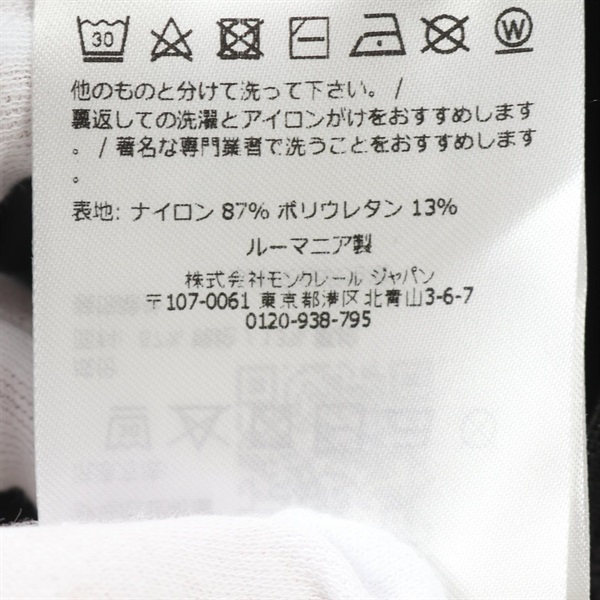 30
W
他のものと分けて洗って下さい。 /
裏返しての洗濯とアイロンがけをおすすめします
。 / 著名な専門業者で洗うことをおすすめします
。
表地: ナイロン 87% ポリウレタン 13%
ルーマニア製
株式会社モンクレール ジャパン
〒107-0061 東京都港区北青山3-6-7
0120-938-795